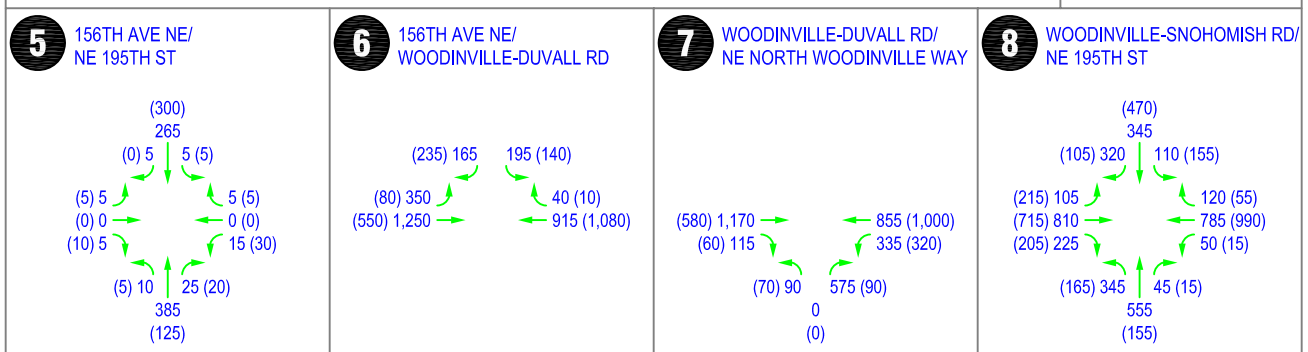 5 156TH AVE NE/
NE 195TH ST
(300)
265
(0) 5 5 (5)
(5) 5 5 (5)
(0) 0 0 (0)
(10) 5 15 (30)
(5) 10 25 (20)
385
(125)
6 156TH AVE NE/
WOODINVILLE-DUVALL RD
(235) 165 195 (140)
(80) 350 40 (10)
(550) 1,250 915 (1,080)
7 WOODINVILLE-DUVALL RD/
NE NORTH WOODINVILLE WAY
(580) 1,170 855 (1,000)
(60) 115 335 (320)
(70) 90 575 (90)
0
(0)
8 WOODINVILLE-SNOHOMISH RD/
NE 195TH ST
(470)
345
(105) 320 110 (155)
(215) 105 120 (55)
(715) 810 785 (990)
(205) 225 50 (15)
(165) 345 45 (15)
555
(155)